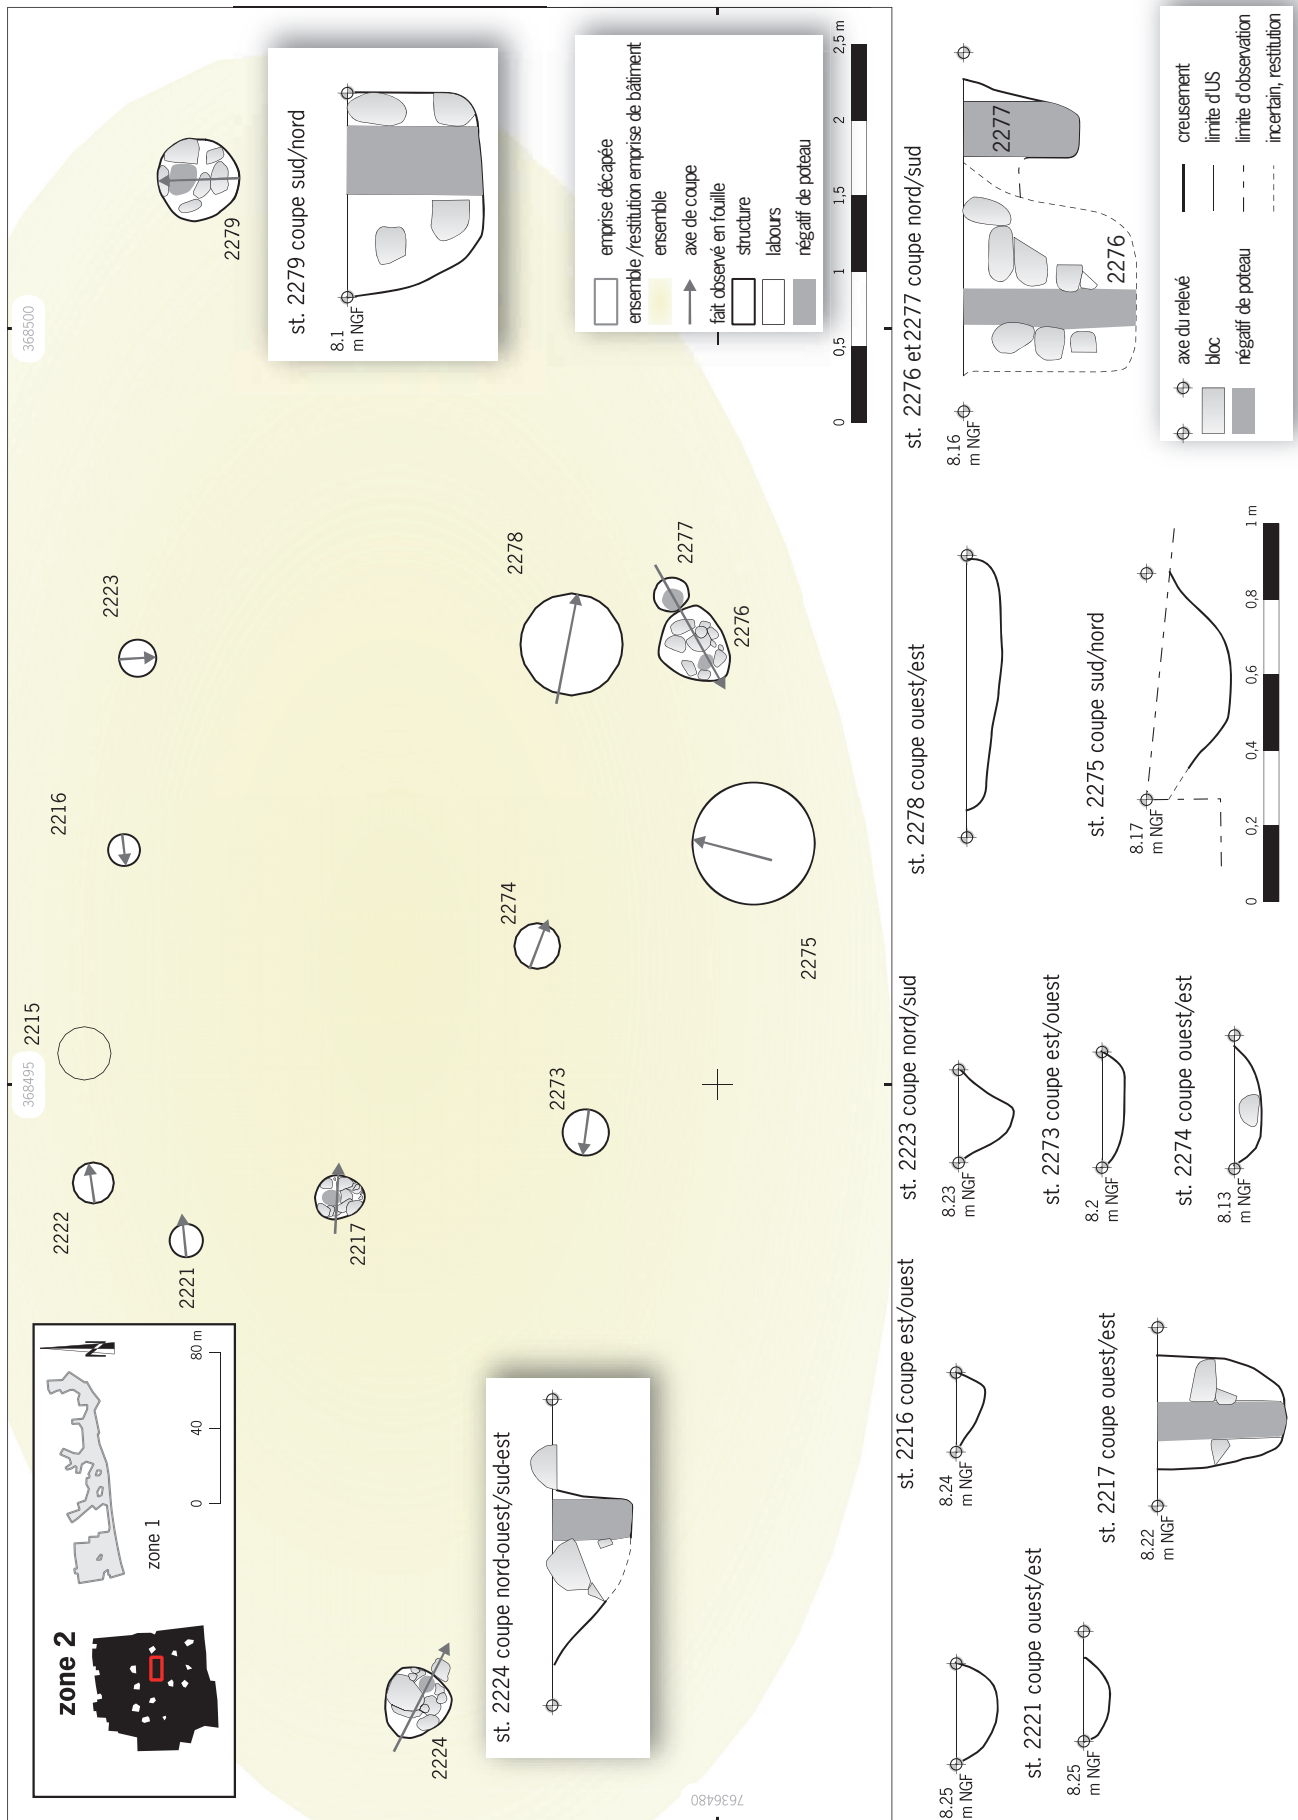 zone 2
zone 1
0
40
80 m
N
368495
368500
7636480
2215
2216
2217
2221
2222
2223
2224
2273
2274
2275
2276
2277
2278
2279
st. 2224 coupe nord-ouest/sud-est
st. 2279 coupe sud/nord
8.1
m NGF
emprise décapée
ensemble /restitution emprise de bâtiment
ensemble
axe de coupe
fait observé en fouille
structure
labours
négatif de poteau
0
0,5
1
1,5
2
2,5 m
8.25
m NGF
st. 2221 coupe ouest/est
8.25
m NGF
st. 2216 coupe est/ouest
8.24
m NGF
st. 2217 coupe ouest/est
8.22
m NGF
st. 2223 coupe nord/sud
8.23
m NGF
st. 2273 coupe est/ouest
8.2
m NGF
st. 2274 coupe ouest/est
8.13
m NGF
st. 2278 coupe ouest/est
st. 2275 coupe sud/nord
8.17
m NGF
0
0,2
0,4
0,6
0,8
1 m
st. 2276 et 2277 coupe nord/sud
8.16
m NGF
2276
2277
axe du relevé
bloc
négatif de poteau
creusement
limite d'US
limite d'observation
incertain, restitution